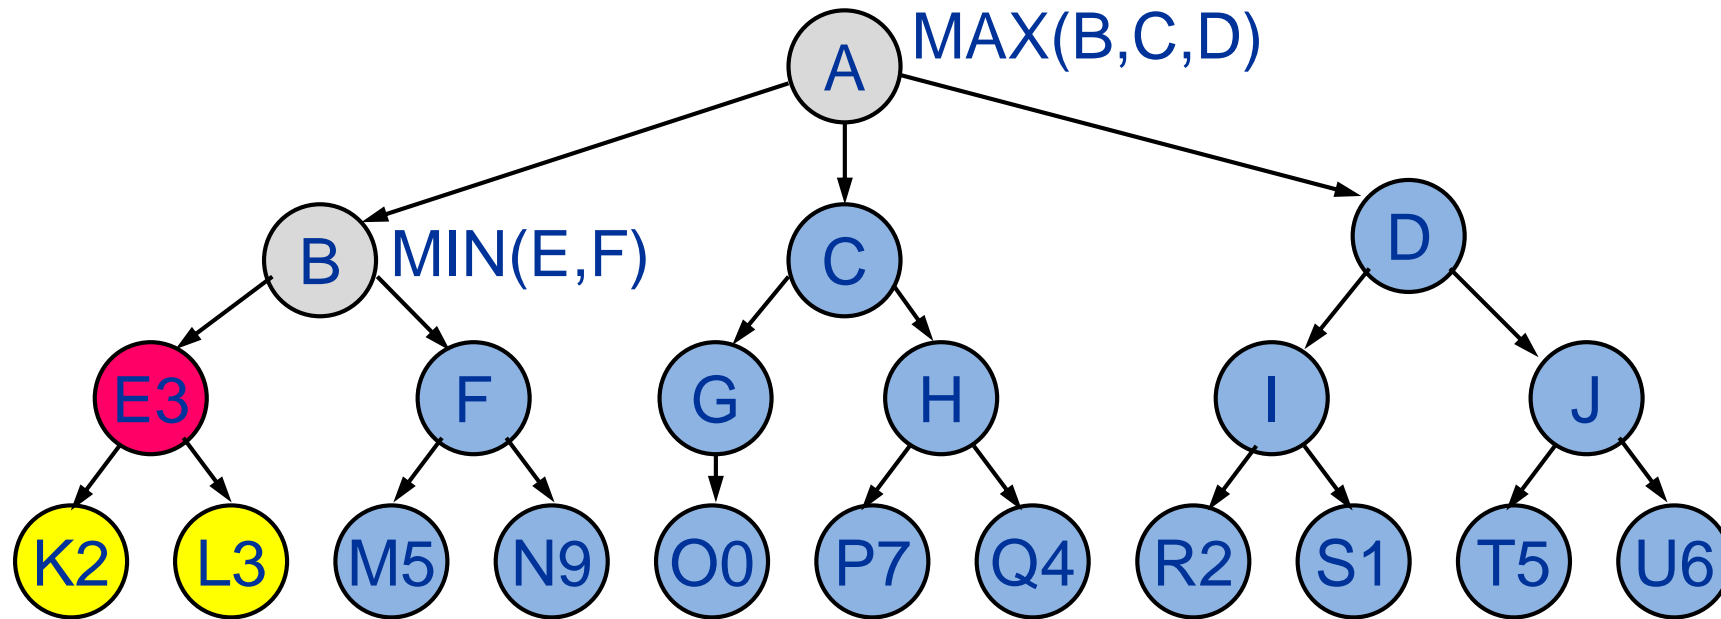 A
MAX(B,C,D)
B
MIN(E,F)
C
D
E3
F
G
H
I
J
K2
L3
M5
N9
O0
P7
Q4
R2
S1
T5
U6